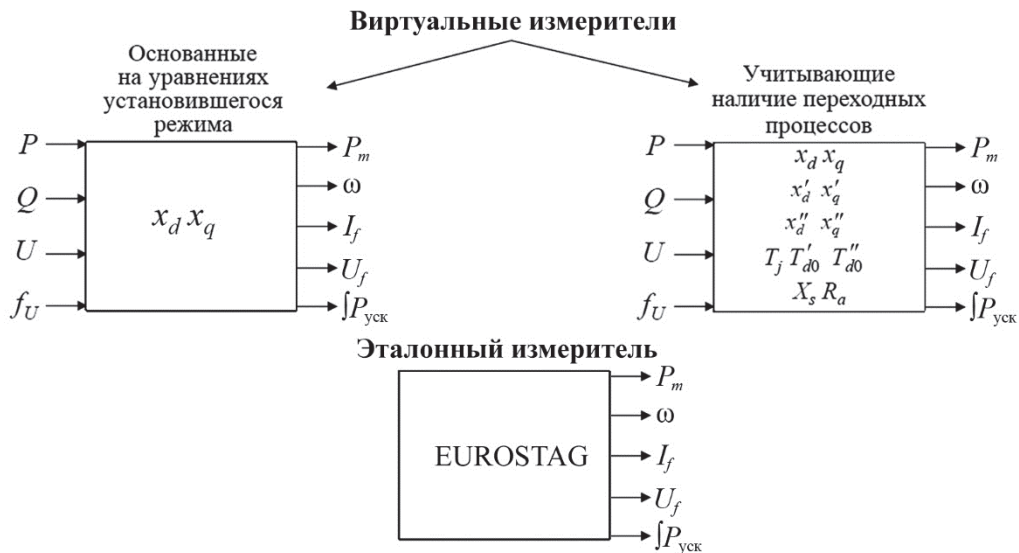 Виртуальные измерители
Основанные
на уравнениях
установившегося
режима
P
Q
U
f_U
x_d x_q
P_m
ω
I_f
U_f
∫P_уск
Учитывающие
наличие переходных
процессов
P
Q
U
f_U
x_d x_q
x′_d x′_q
x″_d x″_q
T_j T′_d0 T″_d0
X_s R_a
P_m
ω
I_f
U_f
∫P_уск
Эталонный измеритель
EUROSTAG
P_m
ω
I_f
U_f
∫P_уск